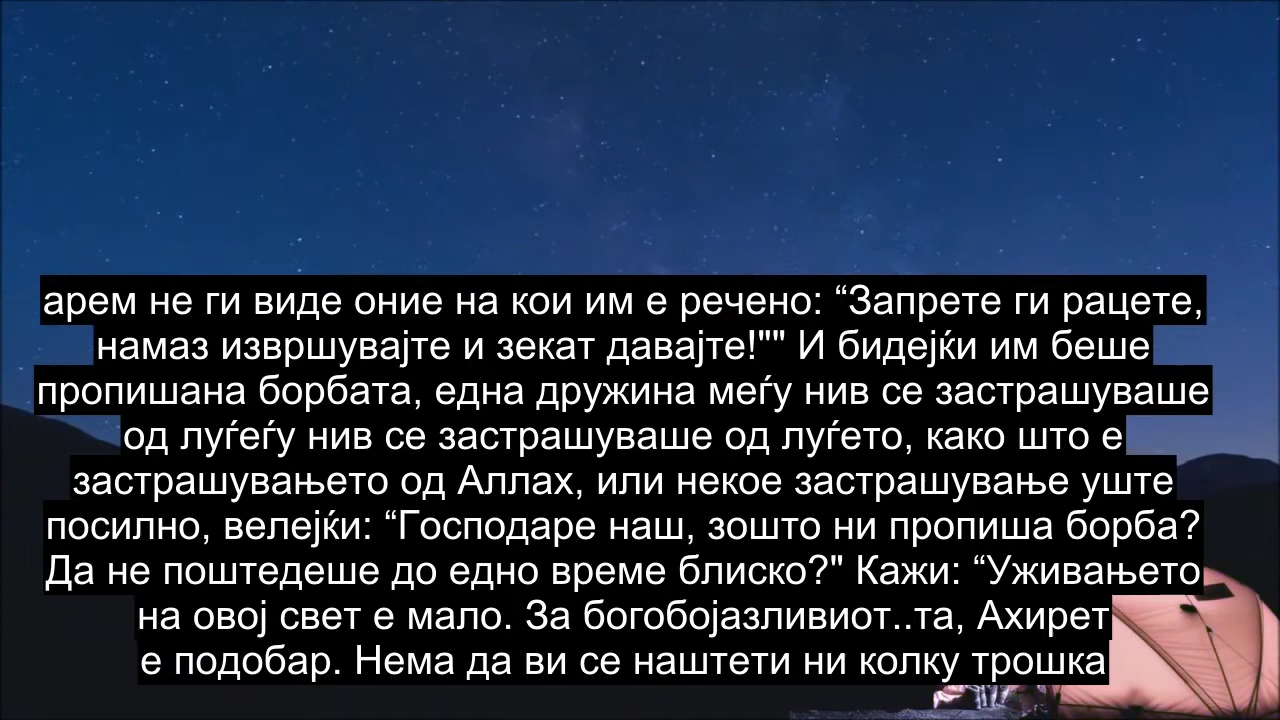 арем не ги виде оние на кои им е речено: “Запрете ги рацете,
намаз извршувајте и зекат давајте!"" И бидејќи им беше
пропишана борбата, една дружина меѓу нив се застрашуваше
од луѓеѓу нив се застрашуваше од луѓето, како што е
застрашувањето од Аллах, или некое застрашување уште
посилно, велејќи: “Господаре наш, зошто ни пропиша борба?
Да не поштедеше до едно време блиско?" Кажи: “Уживањето
на овој свет е мало. За богобојазливиот..та, Ахирет
е подобар. Нема да ви се наштети ни колку трошка